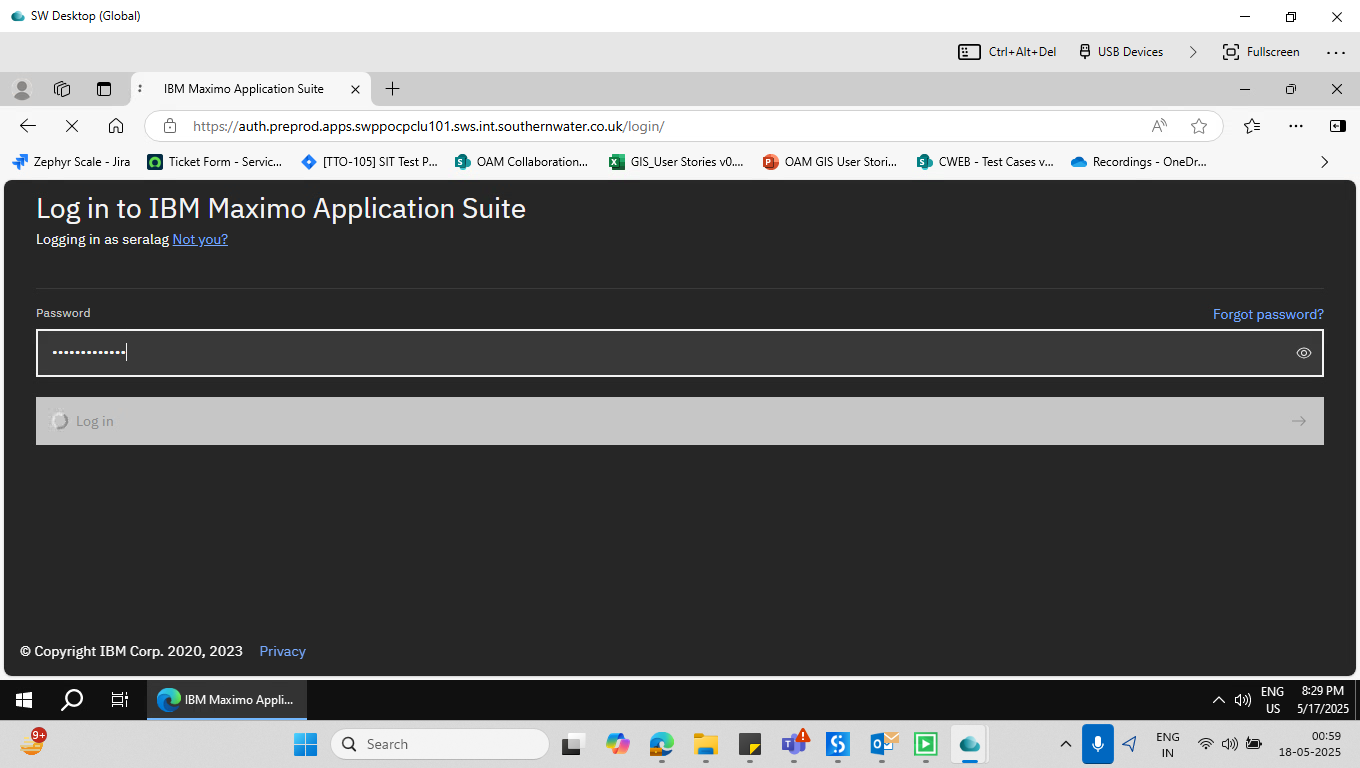 SW Desktop (Global)
Ctrl+Alt+Del
USB Devices
Fullscreen
IBM Maximo Application Suite
https://auth.preprod.apps.swppocpclu101.sws.int.southernwater.co.uk/login/
Zephyr Scale - Jira
Ticket Form - Servic...
[TTO-105] SIT Test P...
OAM Collaboration...
GIS_User Stories v0....
OAM GIS User Stori...
CWEB - Test Cases v...
Recordings - OneDr...
Log in to IBM Maximo Application Suite
Logging in as seralag Not you?
Password
Forgot password?
•••••••••••••
Log in
© Copyright IBM Corp. 2020, 2023 Privacy
IBM Maximo Appli...
ENG
US
8:29 PM
5/17/2025
9+
Search
ENG
IN
00:59
18-05-2025